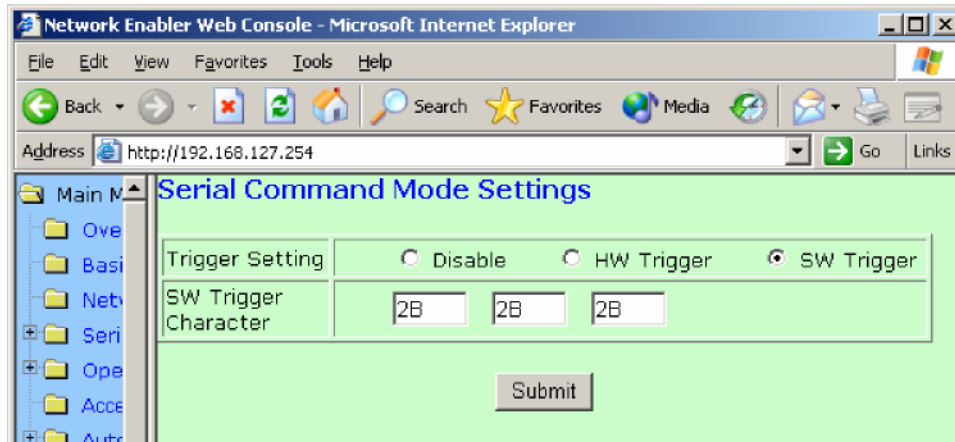 Network Enabler Web Console - Microsoft Internet Explorer
File Edit View Favorites Tools Help
Back Search Favorites Media
Address http://192.168.127.254 Go Links
Main M
Ove
Basi
Net
Seri
Ope
Acce
Auto
Serial Command Mode Settings
Trigger Setting Disable HW Trigger SW Trigger
SW Trigger Character 2B 2B 2B
Submit